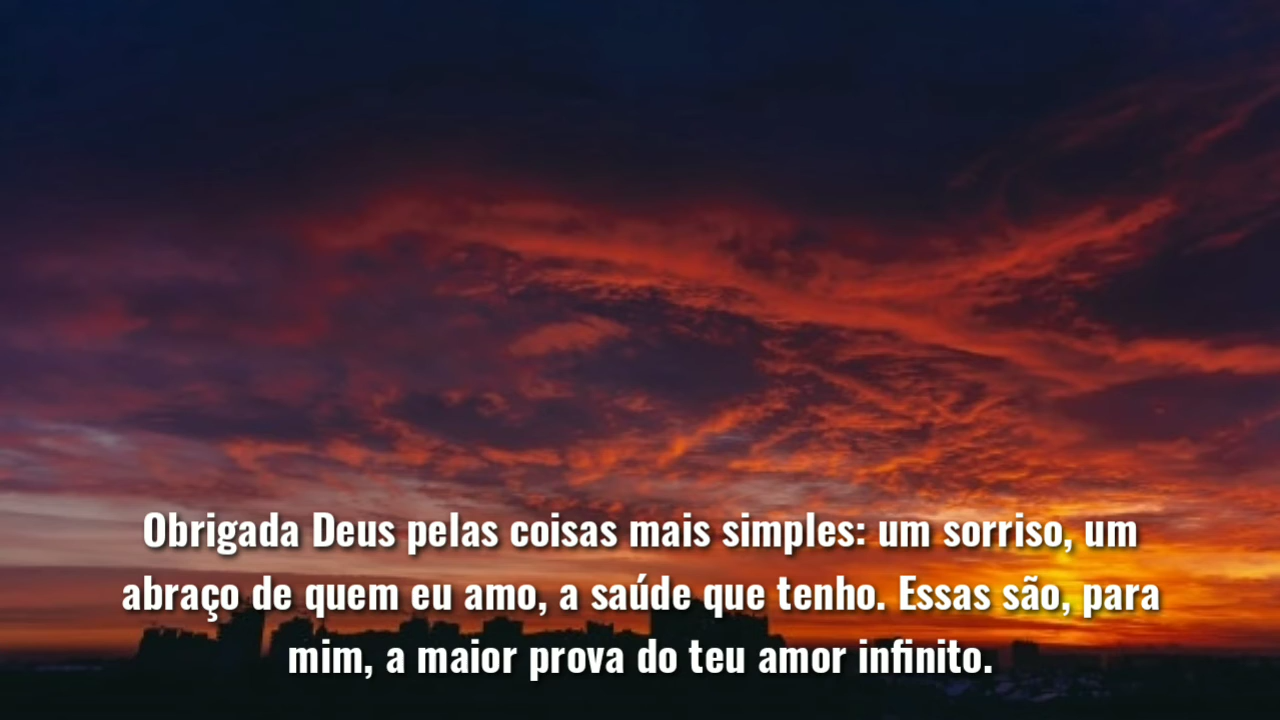 Obrigada Deus pelas coisas mais simples: um sorriso, um
abraço de quem eu amo, a saúde que tenho. Essas são, para
mim, a maior prova do teu amor infinito.